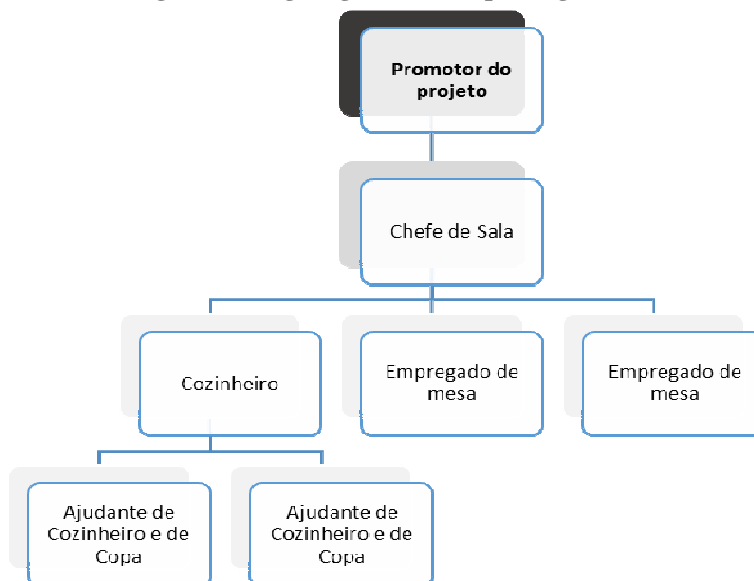 Promotor do
projeto
Chefe de Sala
Cozinheiro
Empregado de
mesa
Empregado de
mesa
Ajudante de
Cozinheiro e de
Copa
Ajudante de
Cozinheiro e de
Copa